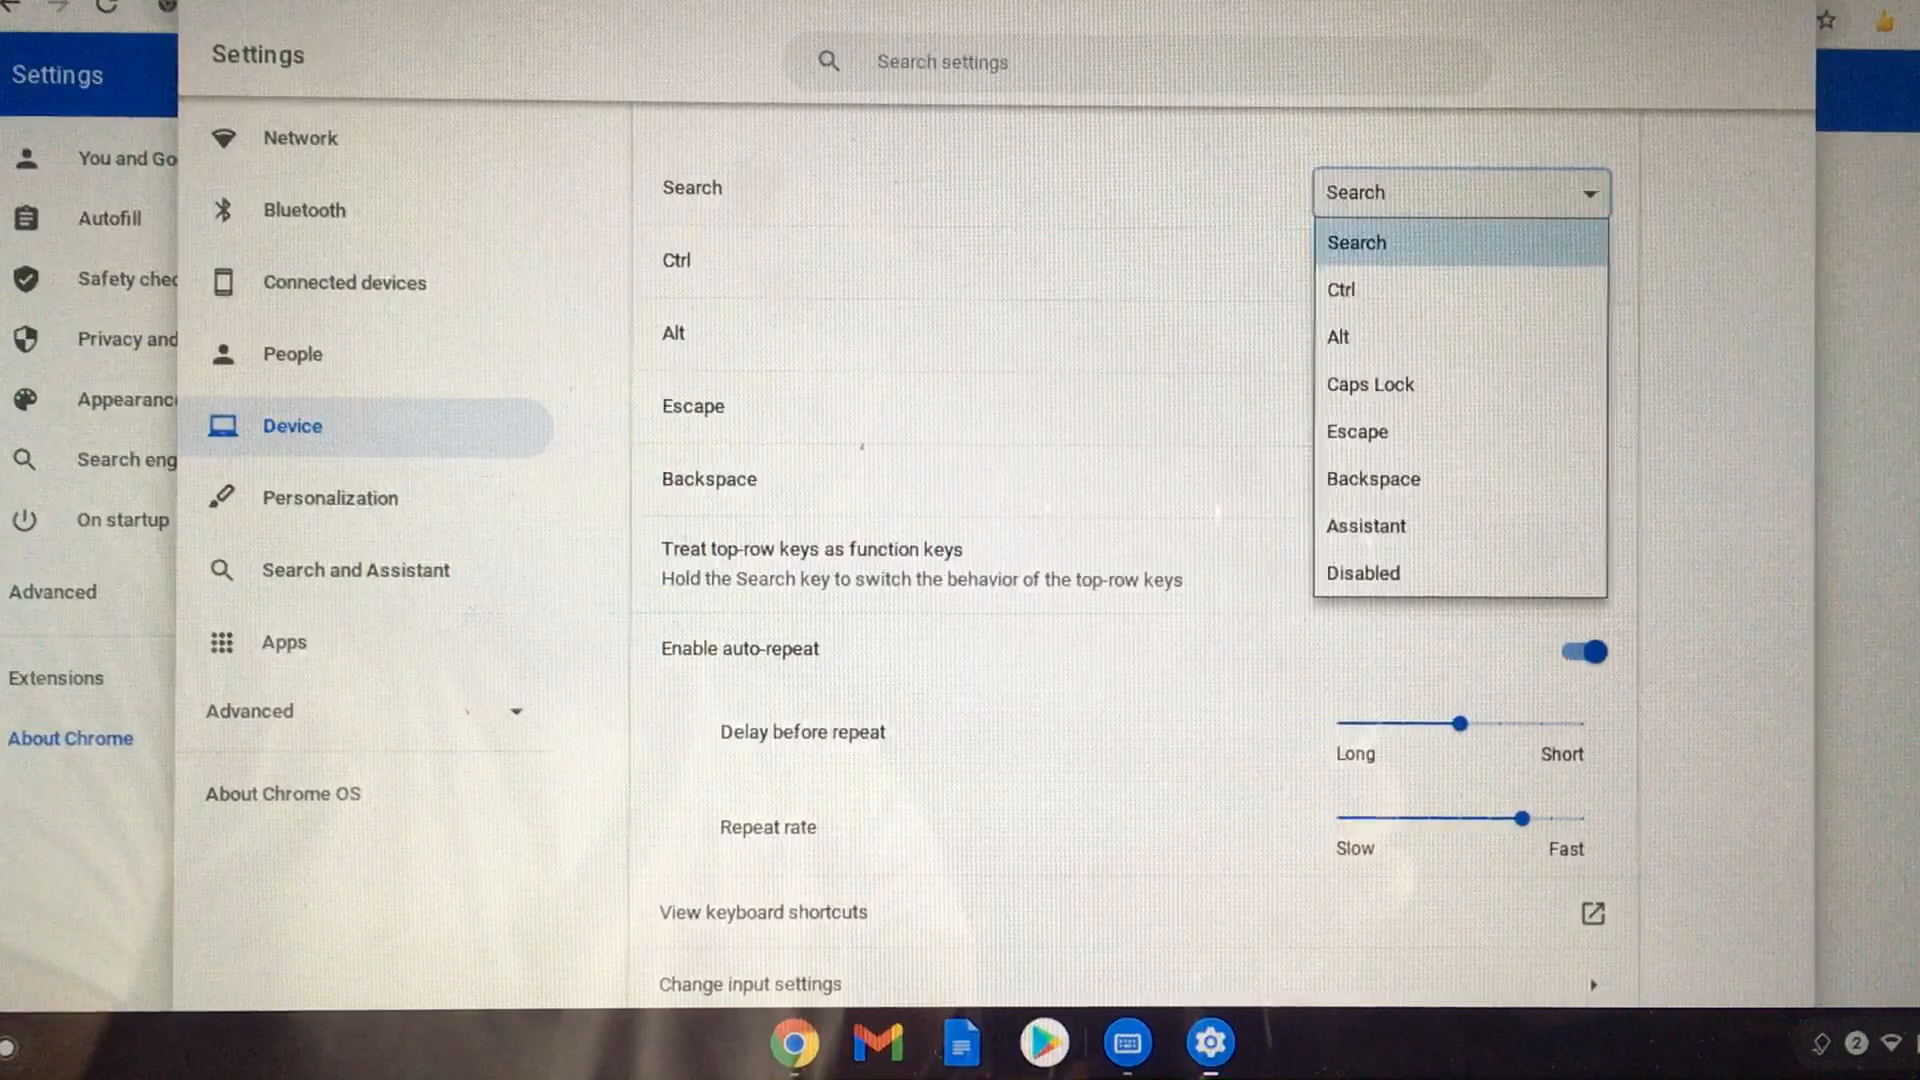 Settings
You and Go
Autofill
Safety chec
Privacy and
Appearanc
Search eng
On startup
Advanced
Extensions
About Chrome
Settings
Search settings
Network
Bluetooth
Connected devices
People
Device
Personalization
Search and Assistant
Apps
Advanced
About Chrome OS
Search
Ctrl
Alt
Escape
Backspace
Treat top-row keys as function keys
Hold the Search key to switch the behavior of the top-row keys
Enable auto-repeat
Delay before repeat
Long Short
Repeat rate
Slow Fast
View keyboard shortcuts
Change input settings
Search
Search
Ctrl
Alt
Caps Lock
Escape
Backspace
Assistant
Disabled
2